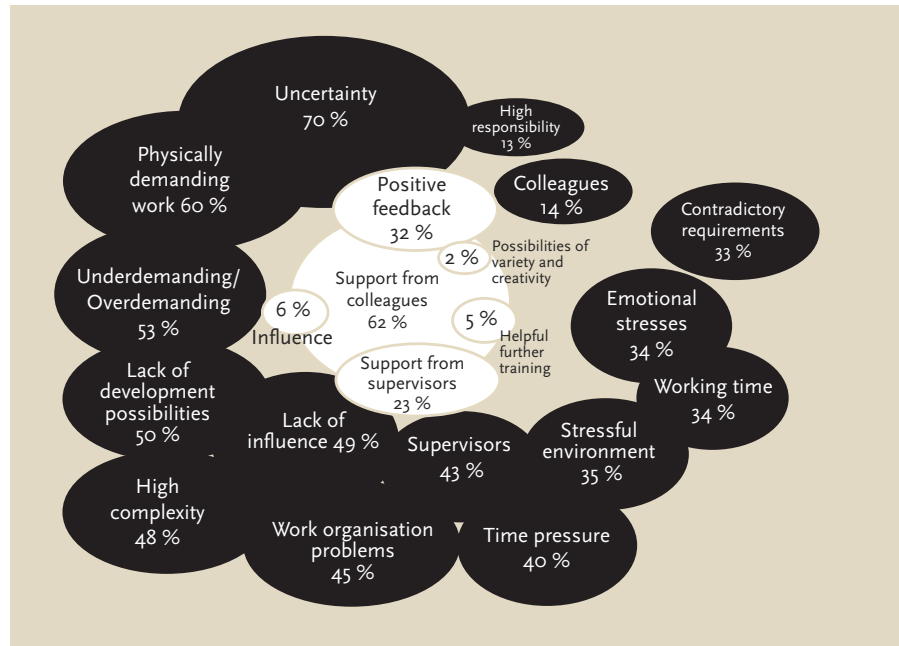 Uncertainty
70 %
High
responsibility
13 %
Physically
demanding
work 60 %
Positive
feedback
32 %
Colleagues
14 %
Contradictory
requirements
33 %
2 %
Possibilities of
variety and
creativity
Underdemanding/
Overdemanding
53 %
Support from
colleagues
62 %
6 %
Influence
5 %
Helpful
further
training
Emotional
stresses
34 %
Support from
supervisors
23 %
Working time
34 %
Lack of
development
possibilities
50 %
Lack of
influence 49 %
Supervisors
43 %
Stressful
environment
35 %
High
complexity
48 %
Work organisation
problems
45 %
Time pressure
40 %